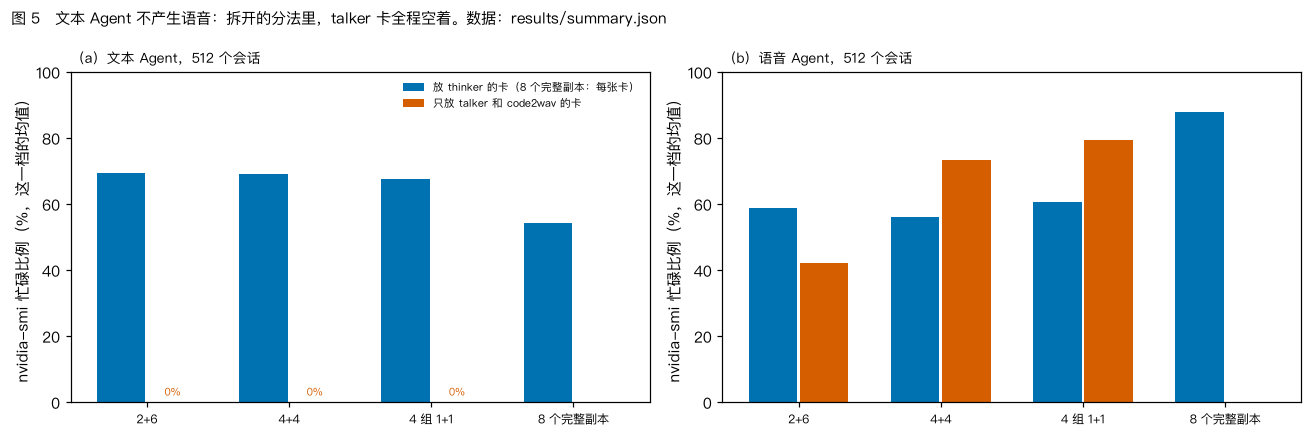 图 5　文本 Agent 不产生语音：拆开的分法里，talker 卡全程空着。数据：results/summary.json
（a）文本 Agent，512 个会话
nvidia-smi 忙碌比例（%，这一档的均值）
100
80
60
40
20
0
放 thinker 的卡（8 个完整副本：每张卡）
只放 talker 和 code2wav 的卡
0%
0%
0%
2+6
4+4
4 组 1+1
8 个完整副本
（b）语音 Agent，512 个会话
nvidia-smi 忙碌比例（%，这一档的均值）
100
80
60
40
20
0
2+6
4+4
4 组 1+1
8 个完整副本